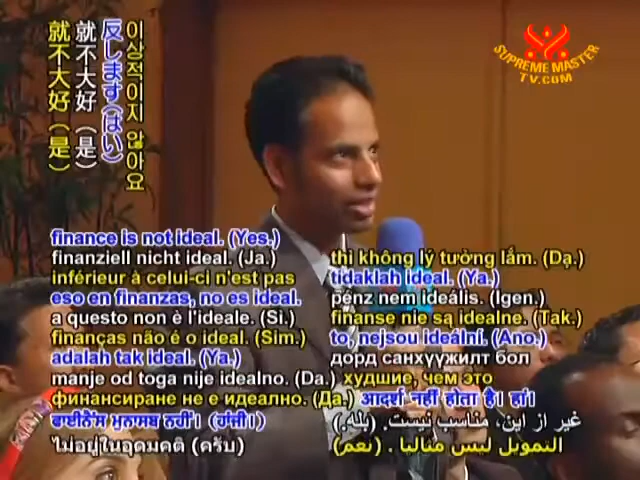 이상적이지 않아요
反します(はい)
就不大好（是）
就不大好（是）
SUPREME MASTER
TV.COM
finance is not ideal. (Yes.)
finanziell nicht ideal. (Ja.)
inférieur à celui-ci n'est pas
eso en finanzas, no es ideal.
a questo non è l'ideale. (Si.)
finanças não é o ideal. (Sim.)
adalah tak ideal. (Ya.)
manje od toga nije idealno. (Da.)
финансиране не е идеално. (Да.)
ਫਾਈਨੈਂਸ ਮੁਨਾਸਬ ਨਹੀਂ। (ਹਾਂਜੀ।)
ไม่อยู่ในอุดมคติ (ครับ)
thì không lý tưởng lắm. (Dạ.)
tidaklah ideal. (Ya.)
pénz nem ideális. (Igen.)
finanse nie są idealne. (Tak.)
to, nejsou ideální. (Ano.)
дорд санхүүжилт бол
худшие, чем это
आदर्श नहीं होता है। हां।
غیر از این، مناسب نیست. (بله.)
التمويل ليس مثاليا . (نعم)